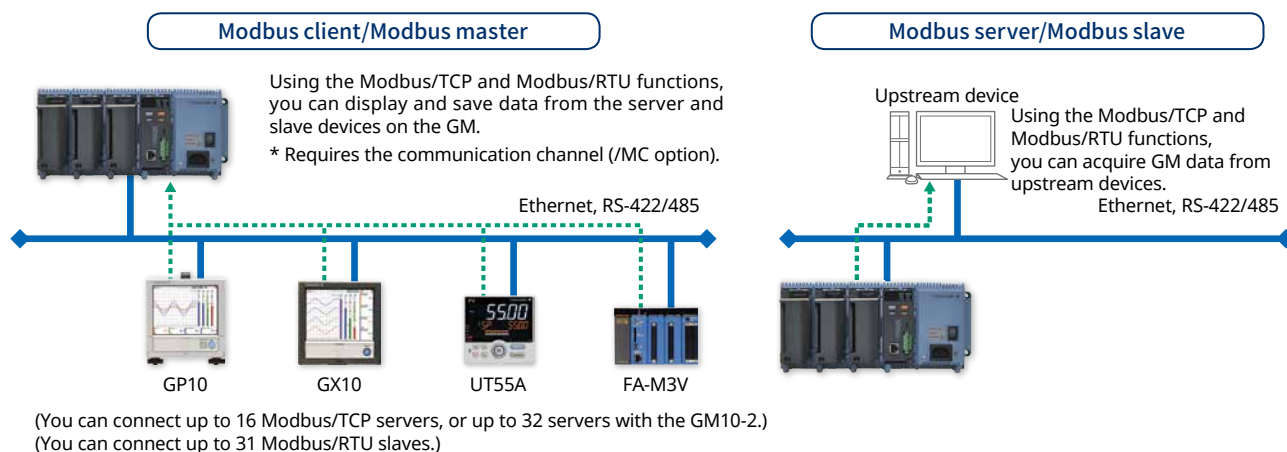 Modbus client/Modbus master
Using the Modbus/TCP and Modbus/RTU functions,
you can display and save data from the server and
slave devices on the GM.
* Requires the communication channel (/MC option).
Ethernet, RS-422/485
GP10
GX10
UT55A
FA-M3V
(You can connect up to 16 Modbus/TCP servers, or up to 32 servers with the GM10-2.)
(You can connect up to 31 Modbus/RTU slaves.)
Modbus server/Modbus slave
Upstream device
Using the Modbus/TCP and
Modbus/RTU functions,
you can acquire GM data from
upstream devices.
Ethernet, RS-422/485
5500
SP 5500